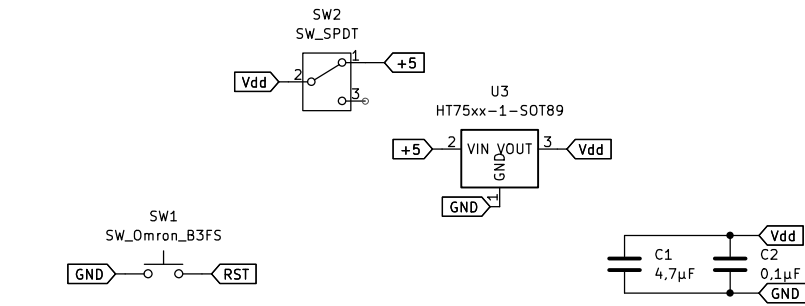 SW2
SW_SPDT
Vdd 2 1 +5
3
U3
HT75xx-1-SOT89
+5 2 VIN VOUT 3 Vdd
GND
1
GND
SW1
SW_Omron_B3FS
GND RST
Vdd
C1 C2
4,7µF 0,1µF
GND